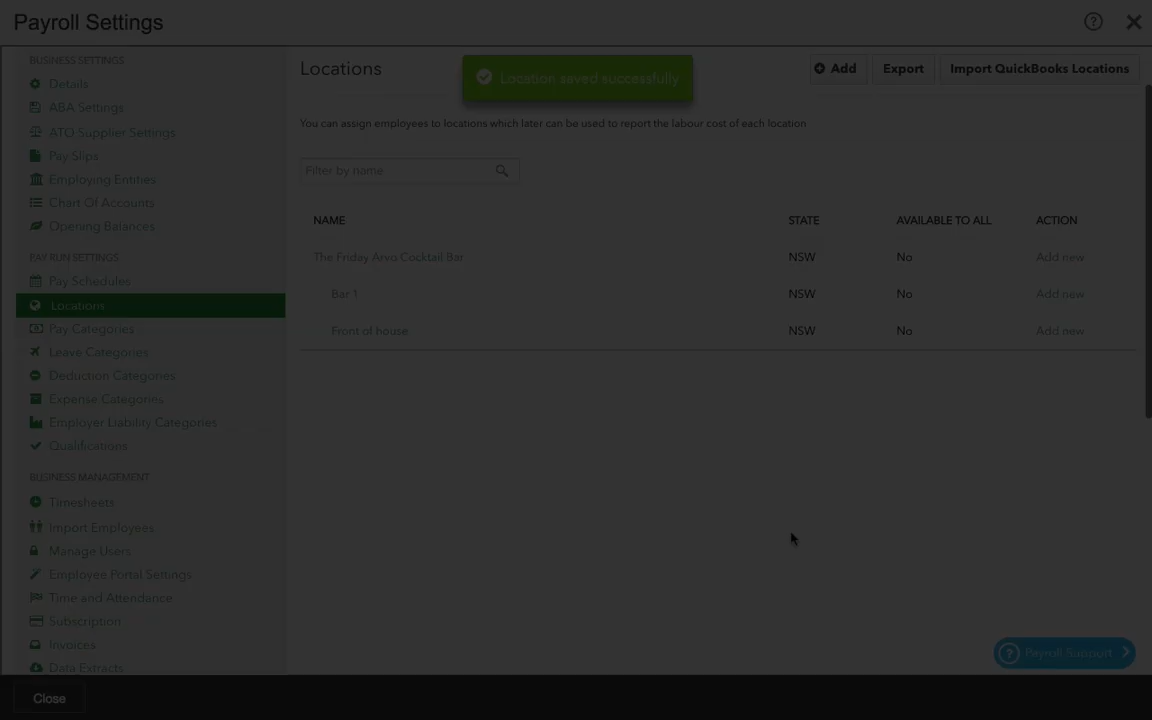 Payroll Settings
BUSINESS SETTINGS
Details
ABA Settings
ATO Supplier Settings
Pay Slips
Employing Entities
Chart Of Accounts
Opening Balances
PAY RUN SETTINGS
Pay Schedules
Locations
Pay Categories
Leave Categories
Deduction Categories
Expense Categories
Employer Liability Categories
Qualifications
BUSINESS MANAGEMENT
Timesheets
Import Employees
Manage Users
Employee Portal Settings
Time and Attendance
Subscription
Invoices
Data Extracts
Close
Locations
Location saved successfully
Add
Export
Import QuickBooks Locations
You can assign employees to locations which later can be used to report the labour cost of each location
Filter by name
NAME STATE AVAILABLE TO ALL ACTION
The Friday Arvo Cocktail Bar NSW No Add new
Bar 1 NSW No Add new
Front of house NSW No Add new
? Payroll Support